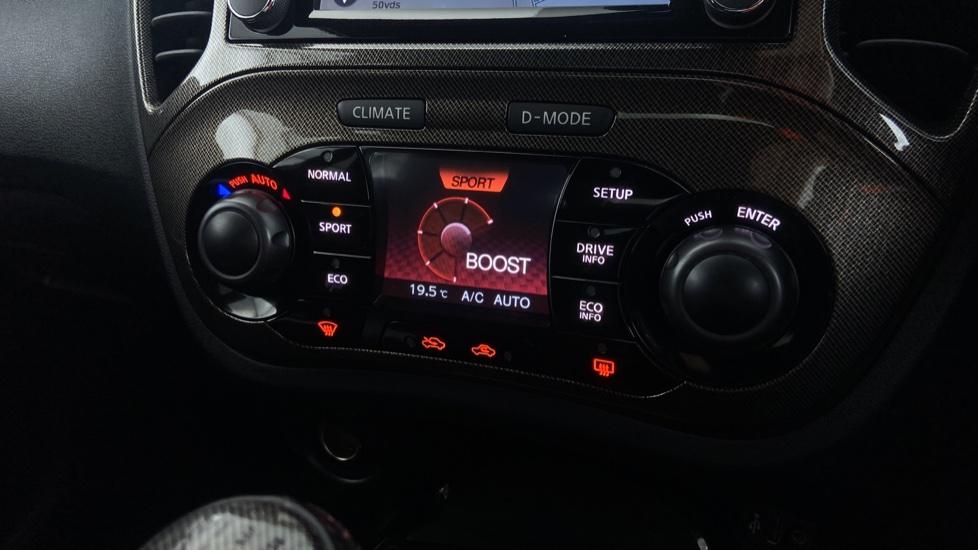 50yds
CLIMATE
D-MODE
PUSH AUTO
NORMAL
SPORT
ECO
SPORT
BOOST
19.5°C A/C AUTO
SETUP
DRIVE
INFO
ECO
INFO
PUSH ENTER